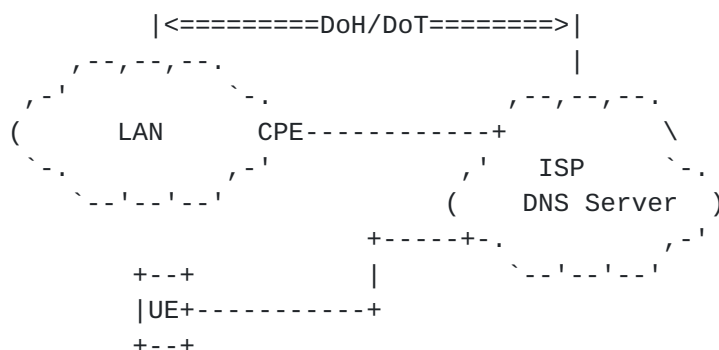 |<=========DoH/DoT========>|
,--,--,--. |
,-' `-. ,--,--,--.
( LAN CPE------------+ \
`-. ,-' ,' ISP `-.
`--'--'--' ( DNS Server )
+-----+-. ,-'
+--+ | `--'--'--'
|UE+-----------+
+--+